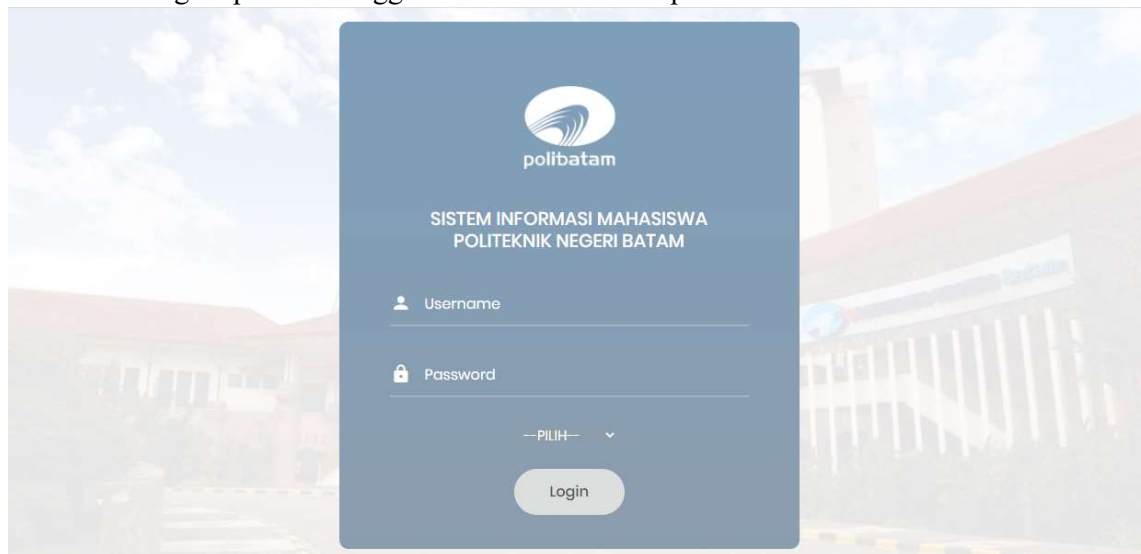 polibatam
SISTEM INFORMASI MAHASISWA
POLITEKNIK NEGERI BATAM
Username
Password
--PILIH--
Login